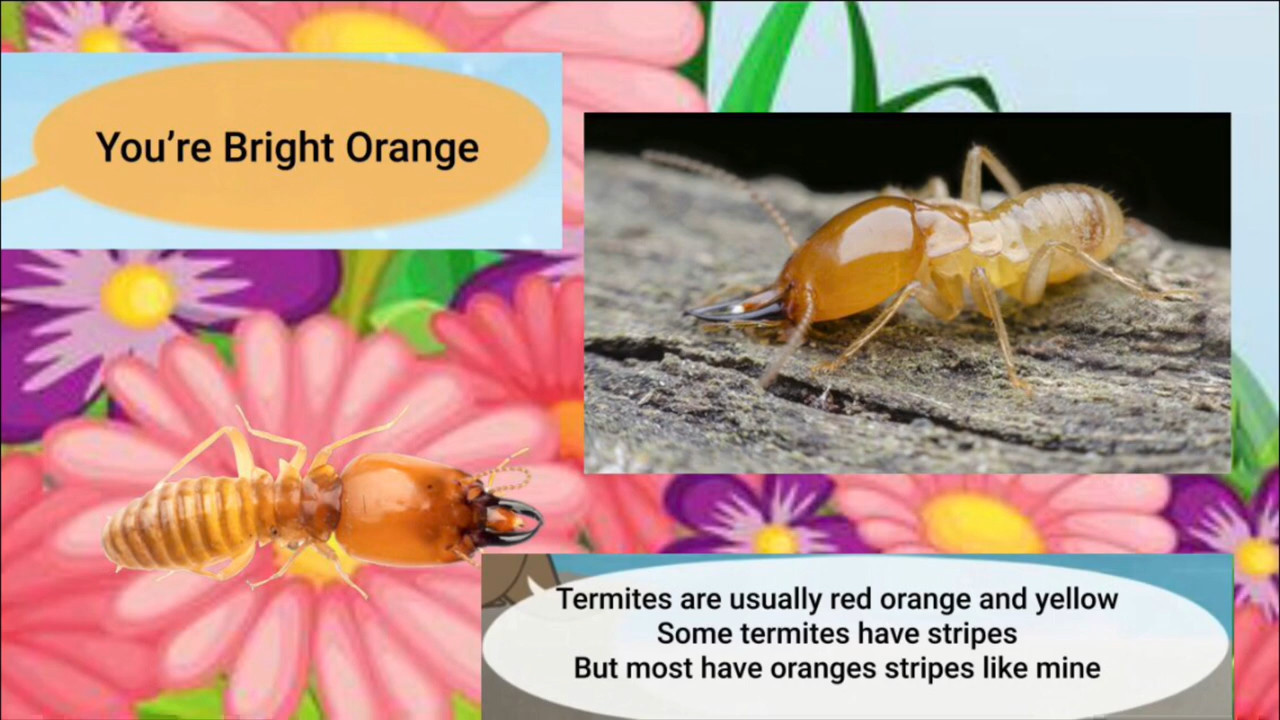 You’re Bright Orange
Termites are usually red orange and yellow
Some termites have stripes
But most have oranges stripes like mine